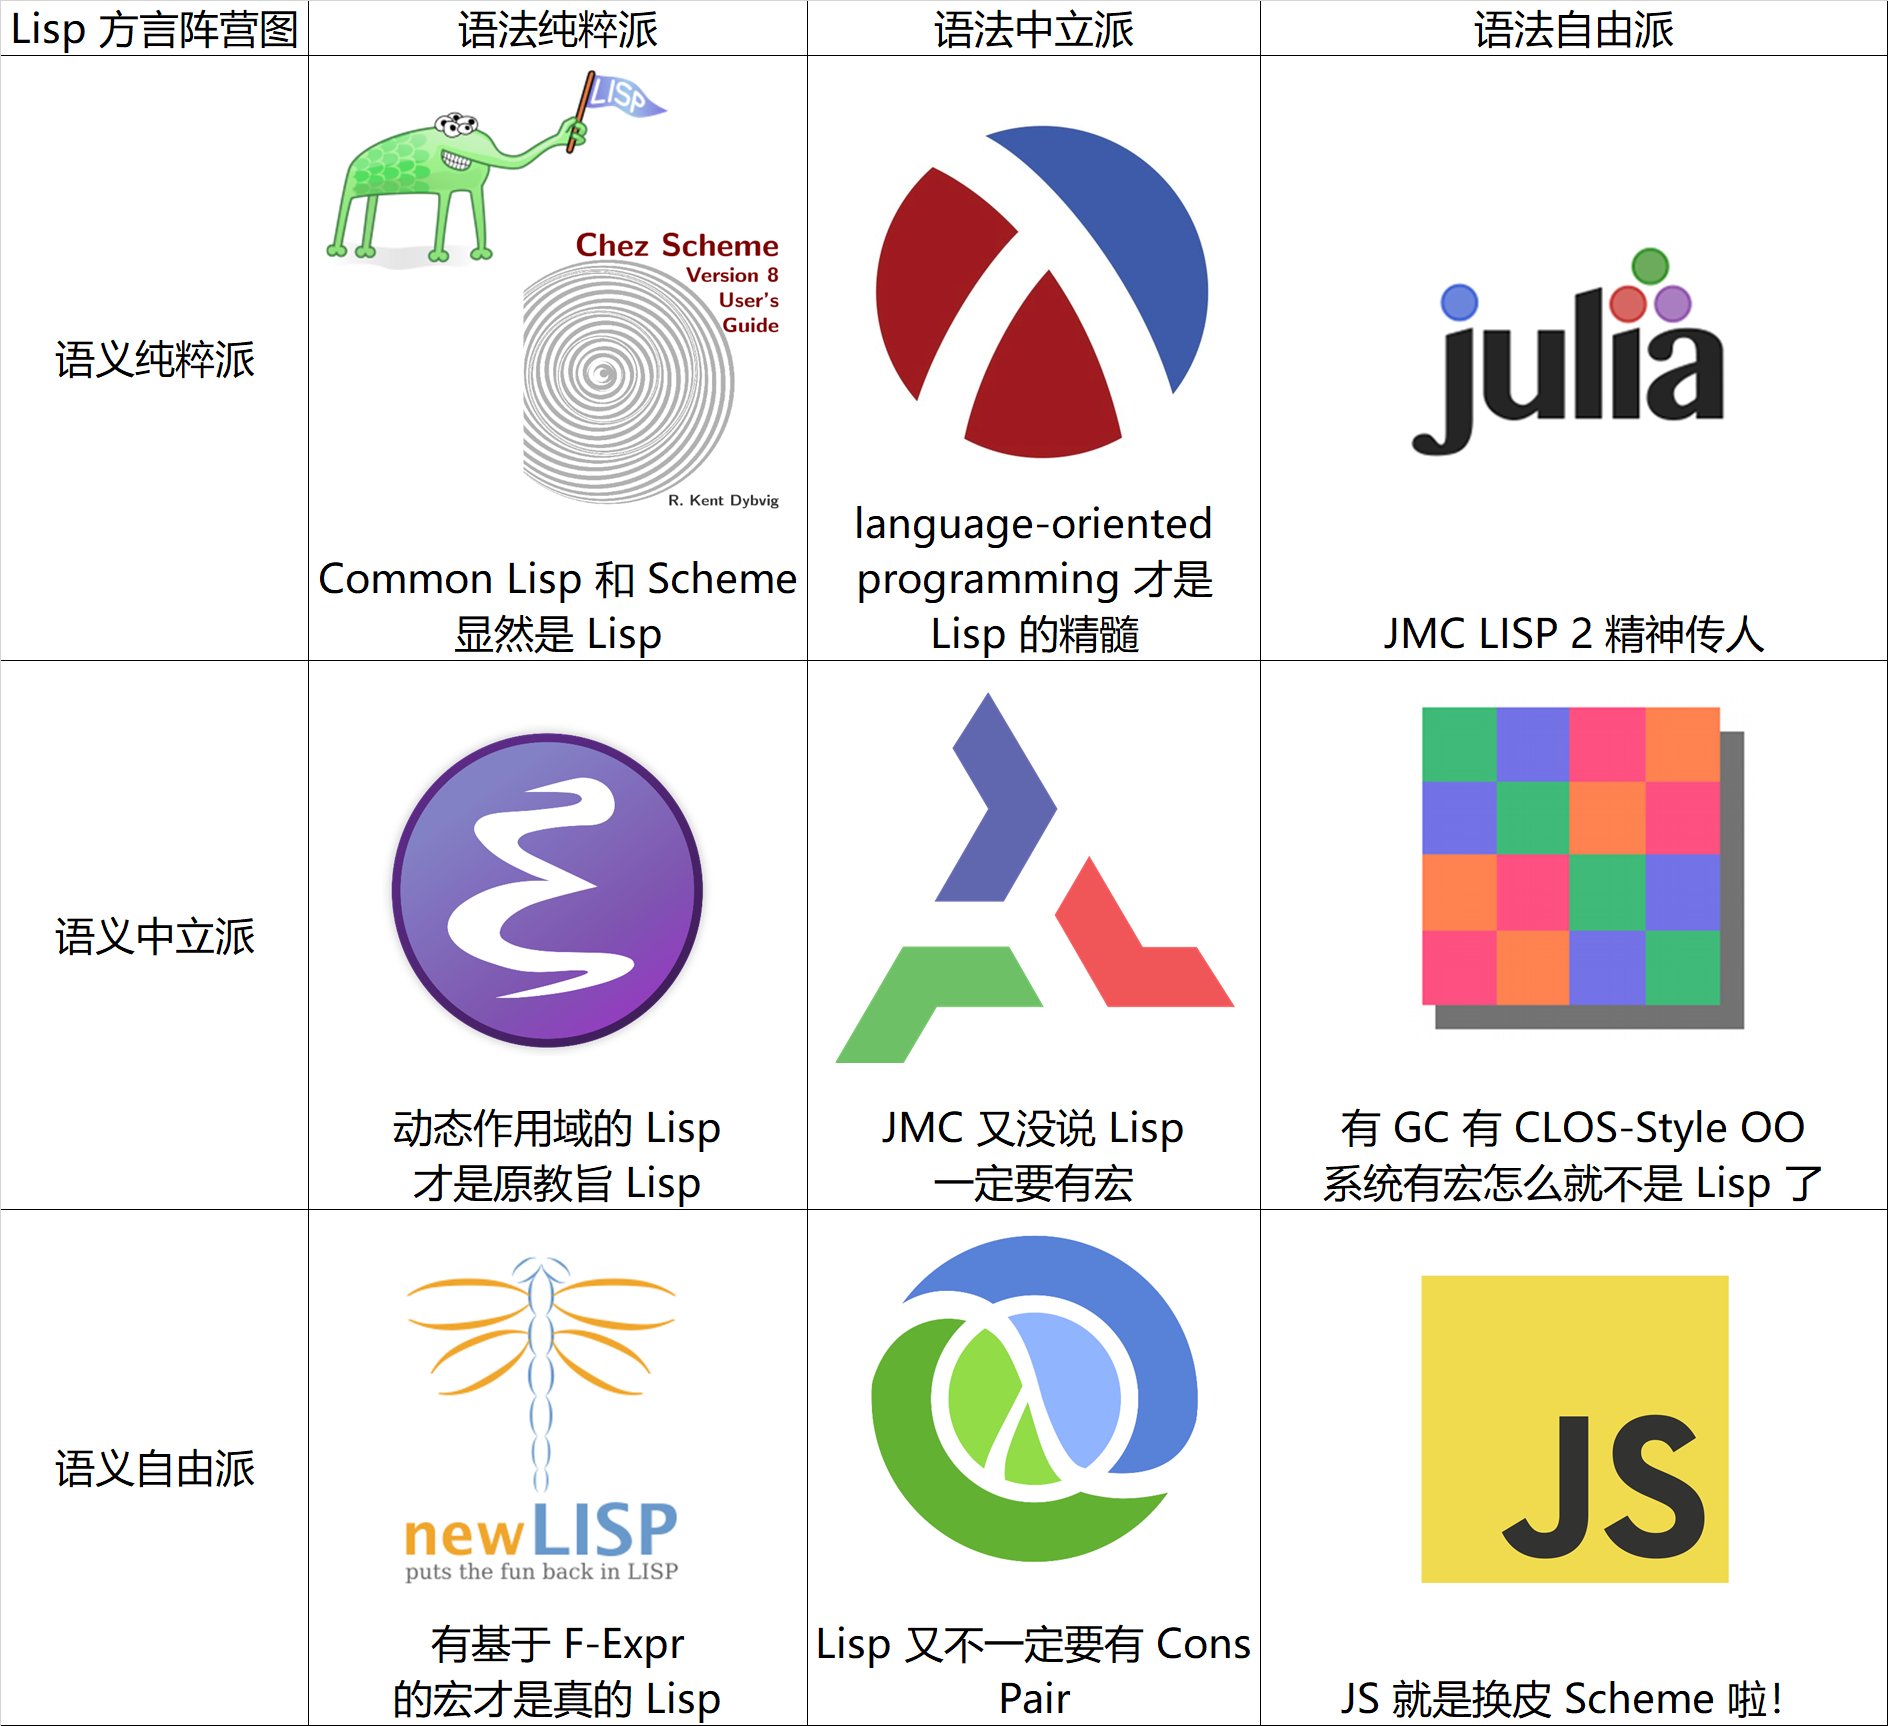 Lisp 方言阵营图
语法纯粹派
语法中立派
语法自由派
语义纯粹派
LISP
Chez Scheme
Version 8
User's
Guide
R. Kent Dybvig
Common Lisp 和 Scheme
显然是 Lisp
language-oriented
programming 才是
Lisp 的精髓
julia
JMC LISP 2 精神传人
语义中立派
动态作用域的 Lisp
才是原教旨 Lisp
JMC 又没说 Lisp
一定要有宏
有 GC 有 CLOS-Style OO
系统有宏怎么就不是 Lisp 了
语义自由派
newLISP
puts the fun back in LISP
有基于 F-Expr
的宏才是真的 Lisp
Lisp 又不一定要有 Cons
Pair
JS
JS 就是换皮 Scheme 啦！